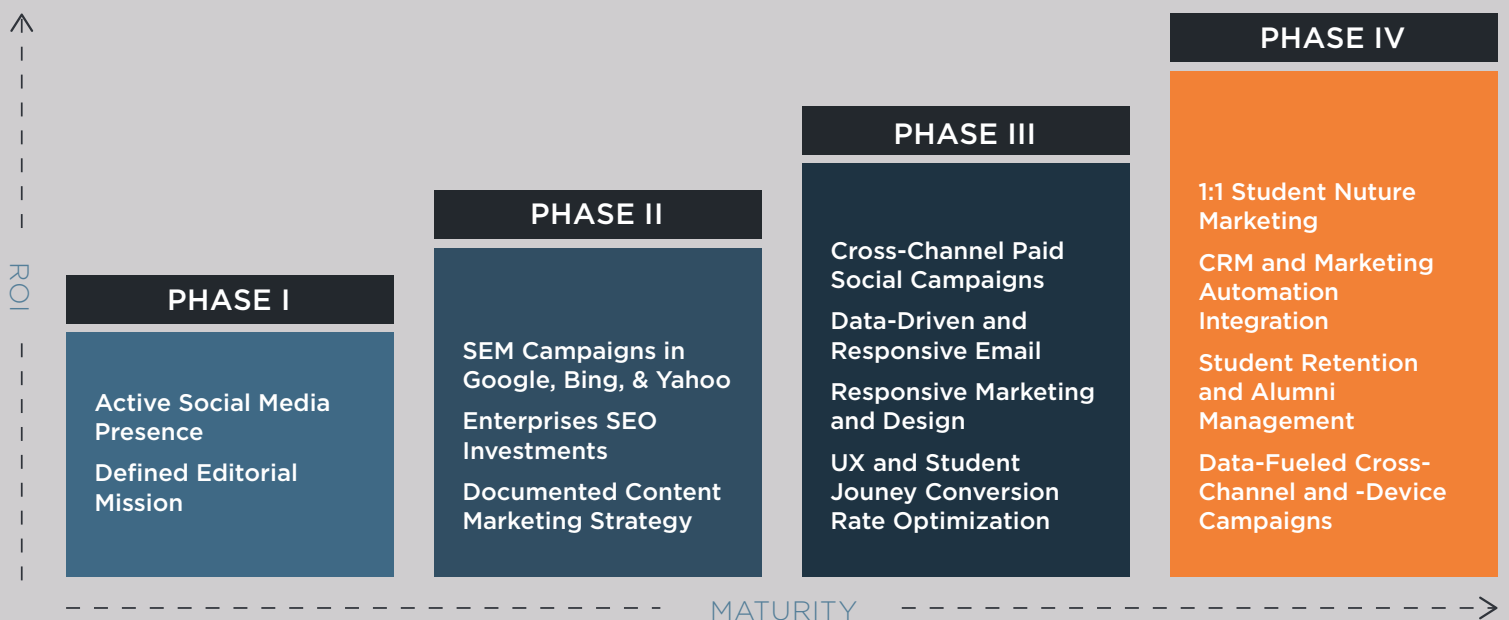 PHASE I
Active Social Media
Presence
Defined Editorial
Mission
PHASE II
SEM Campaigns in
Google, Bing, & Yahoo
Enterprises SEO
Investments
Documented Content
Marketing Strategy
PHASE III
Cross-Channel Paid
Social Campaigns
Data-Driven and
Responsive Email
Responsive Marketing
and Design
UX and Student
Jouney Conversion
Rate Optimization
PHASE IV
1:1 Student Nuture
Marketing
CRM and Marketing
Automation
Integration
Student Retention
and Alumni
Management
Data-Fueled Cross-
Channel and -Device
Campaigns
ROI
MATURITY